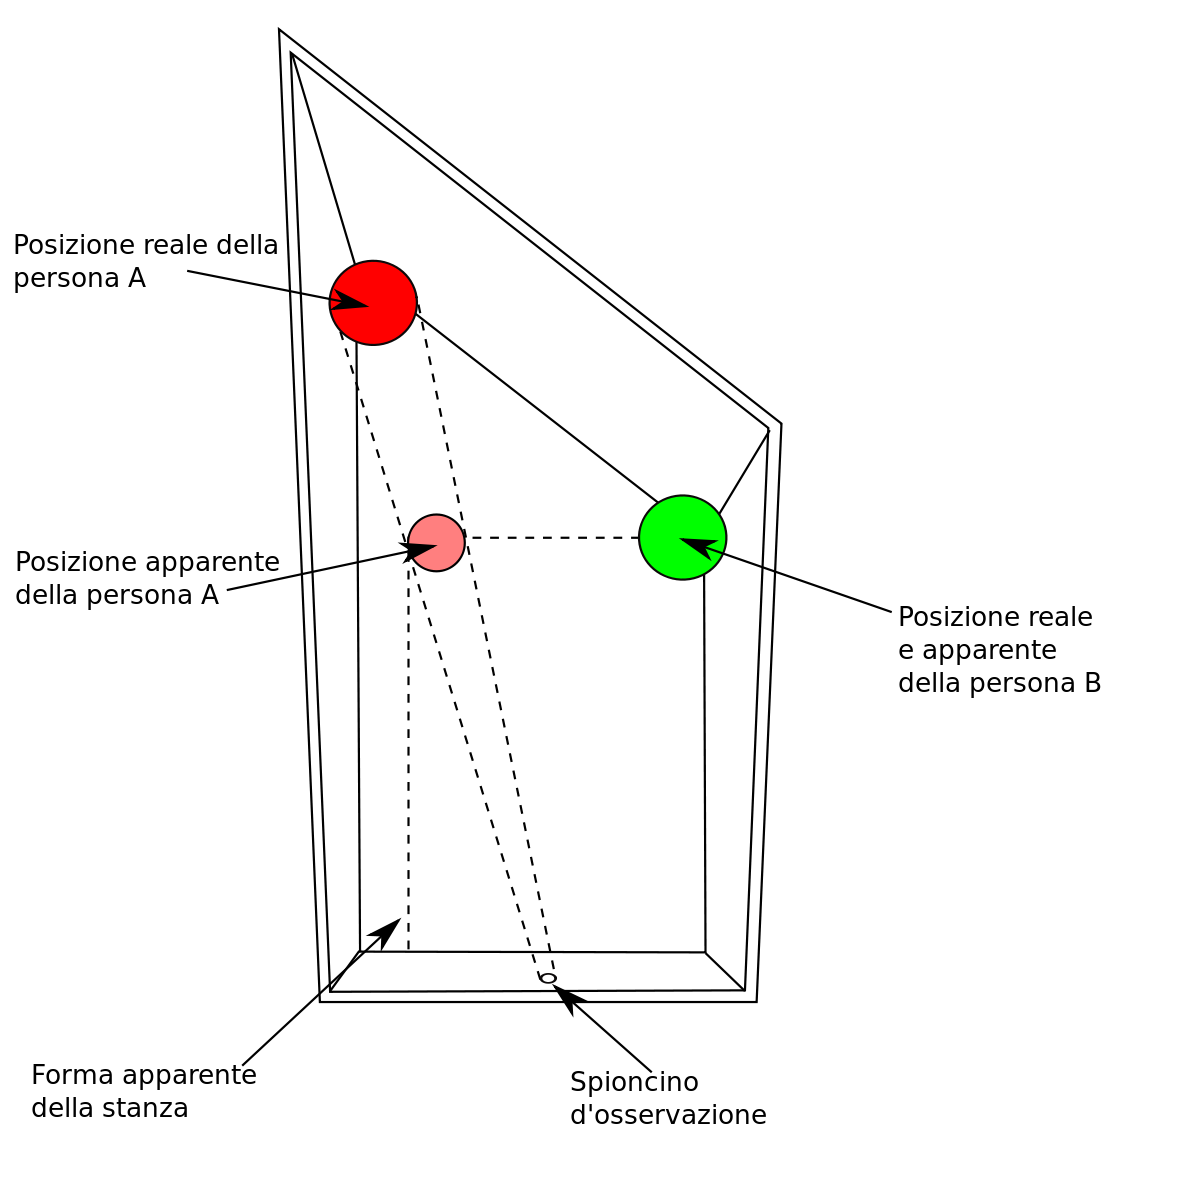 Posizione reale della
persona A
Posizione apparente
della persona A
Posizione reale
e apparente
della persona B
Forma apparente
della stanza
Spioncino
d'osservazione